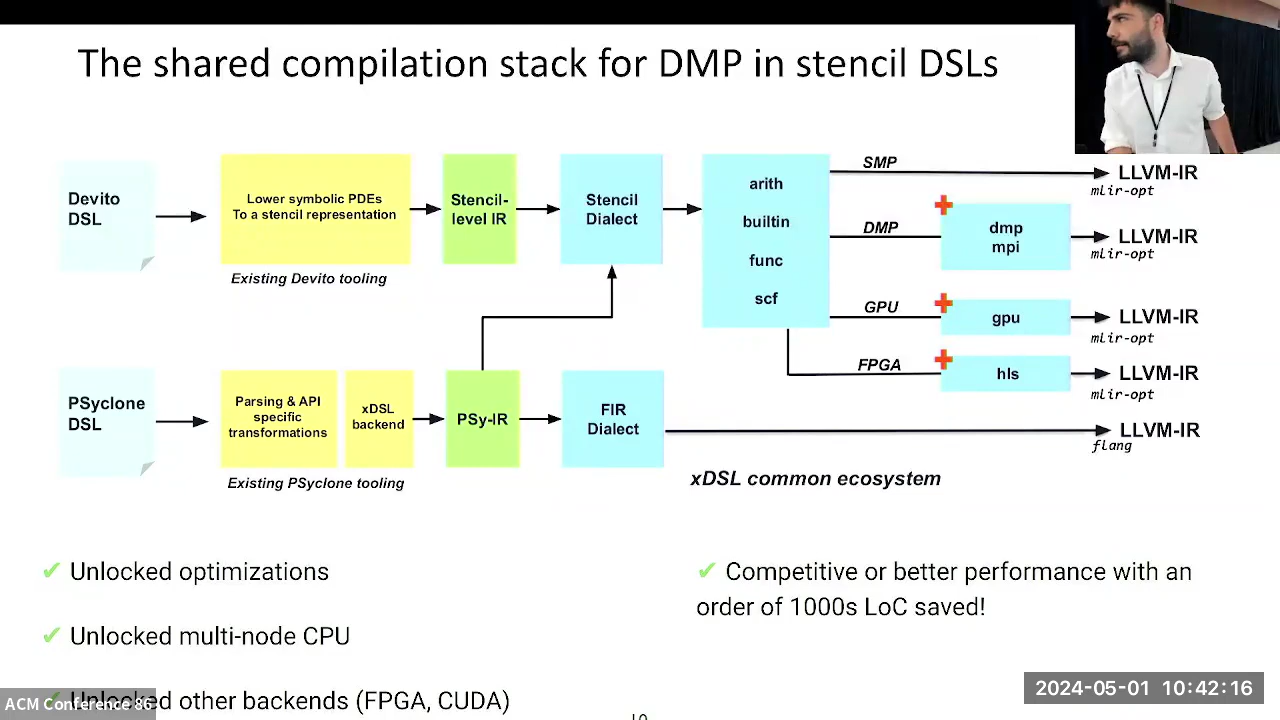 The shared compilation stack for DMP in stencil DSLs
Devito
DSL
Lower symbolic PDEs
To a stencil representation
Existing Devito tooling
Stencil-
level IR
Stencil
Dialect
arith
builtin
func
scf
SMP
DMP
GPU
FPGA
dmp
mpi
gpu
hls
LLVM-IR
mlir-opt
LLVM-IR
mlir-opt
LLVM-IR
mlir-opt
LLVM-IR
mlir-opt
PSyclone
DSL
Parsing & API
specific
transformations
xDSL
backend
Existing PSyclone tooling
PSy-IR
FIR
Dialect
LLVM-IR
flang
xDSL common ecosystem
✔ Unlocked optimizations
✔ Unlocked multi-node CPU
✔ Unlocked other backends (FPGA, CUDA)
✔ Competitive or better performance with an
order of 1000s LoC saved!
ACM Conference 86
2024-05-01 10:42:16